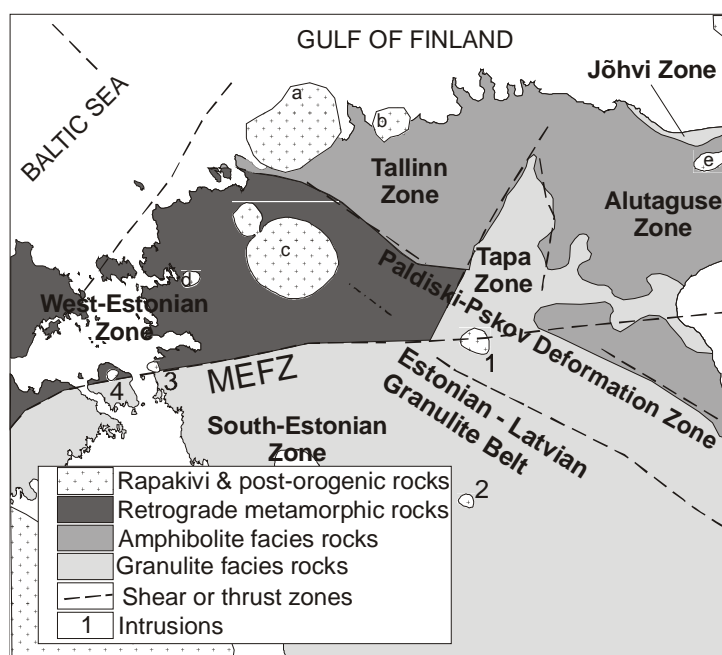 GULF OF FINLAND
BALTIC SEA
Jõhvi Zone
a
b
e
Tallinn
Zone
Alutaguse
Zone
c
d
Tapa
Zone
West-Estonian
Zone
Paldiski-Pskov Deformation Zone
1
3
4
MEFZ
Estonian - Latvian
Granulite Belt
South-Estonian
Zone
2
Rapakivi & post-orogenic rocks
Retrograde metamorphic rocks
Amphibolite facies rocks
Granulite facies rocks
Shear or thrust zones
1 Intrusions